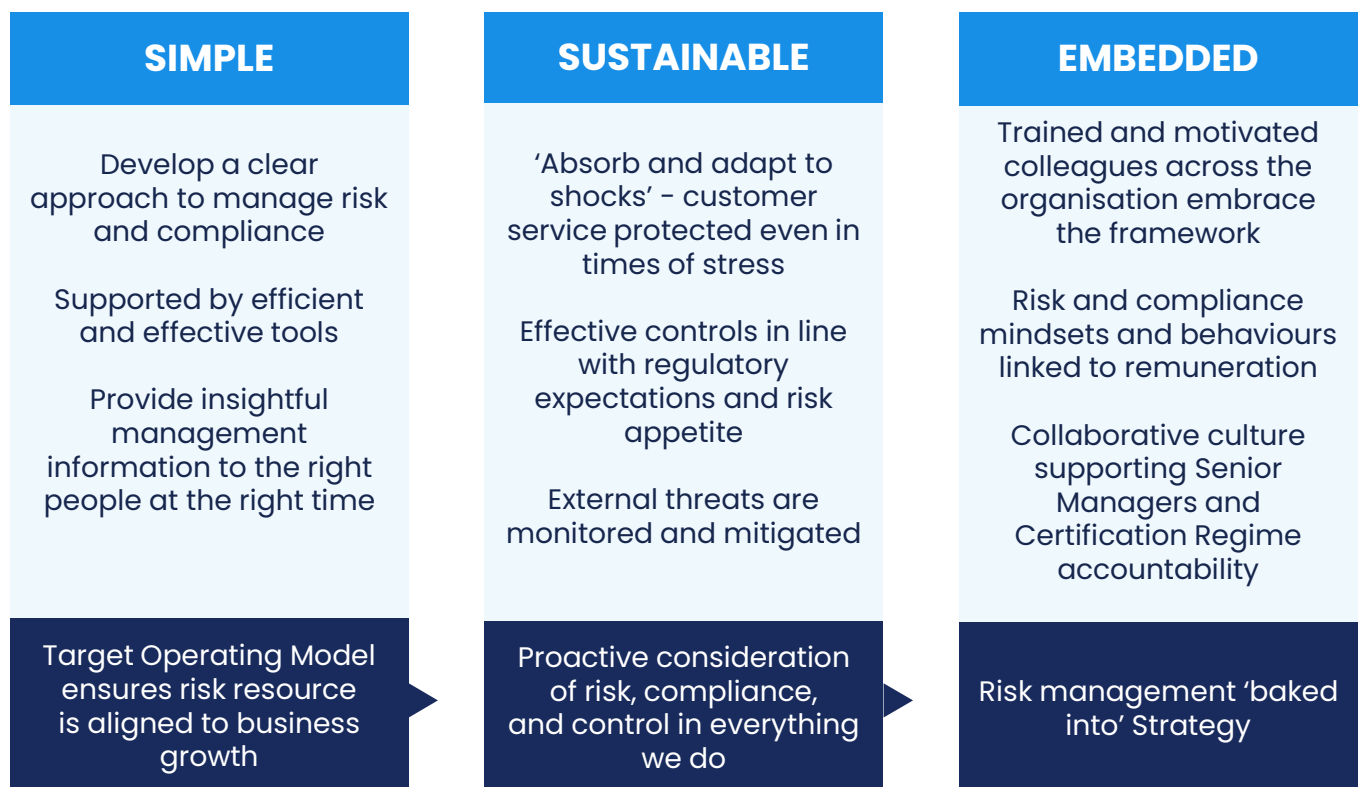 SIMPLE
Develop a clear
approach to manage risk
and compliance
Supported by efficient
and effective tools
Provide insightful
management
information to the right
people at the right time
Target Operating Model
ensures risk resource
is aligned to business
growth
SUSTAINABLE
‘Absorb and adapt to
shocks’ - customer
service protected even in
times of stress
Effective controls in line
with regulatory
expectations and risk
appetite
External threats are
monitored and mitigated
Proactive consideration
of risk, compliance,
and control in everything
we do
EMBEDDED
Trained and motivated
colleagues across the
organisation embrace
the framework
Risk and compliance
mindsets and behaviours
linked to remuneration
Collaborative culture
supporting Senior
Managers and
Certification Regime
accountability
Risk management ‘baked
into’ Strategy